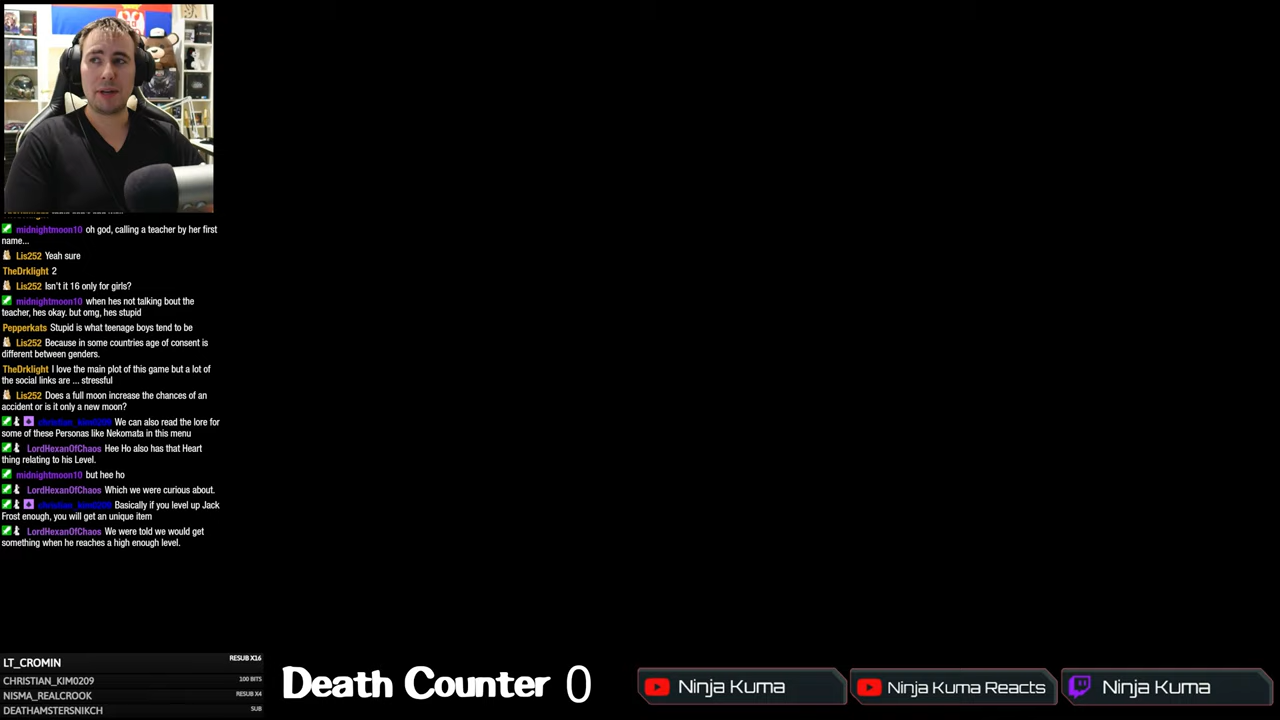 midnightmoon10 oh god, calling a teacher by her first
name...
Lis252 Yeah sure
TheDrklight 2
Lis252 Isn't it 16 only for girls?
midnightmoon10 when hes not talking bout the
teacher, hes okay. but omg, hes stupid
Pepperkats Stupid is what teenage boys tend to be
Lis252 Because in some countries age of consent is
different between genders.
TheDrklight I love the main plot of this game but a lot of
the social links are ... stressful
Lis252 Does a full moon increase the chances of an
accident or is it only a new moon?
christian_kim0209 We can also read the lore for
some of these Personas like Nekomata in this menu
LordHexanOfChaos Hee Ho also has that Heart
thing relating to his Level.
midnightmoon10 but hee ho
LordHexanOfChaos Which we were curious about.
christian_kim0209 Basically if you level up Jack
Frost enough, you will get an unique item
LordHexanOfChaos We were told we would get
something when he reaches a high enough level.
LT_CROMIN RESUB X16
CHRISTIAN_KIM0209 100 BITS
NISMA_REALCROOK RESUB X4
DEATHAMSTERSNIKCH SUB
Death Counter 0
Ninja Kuma
Ninja Kuma Reacts
Ninja Kuma